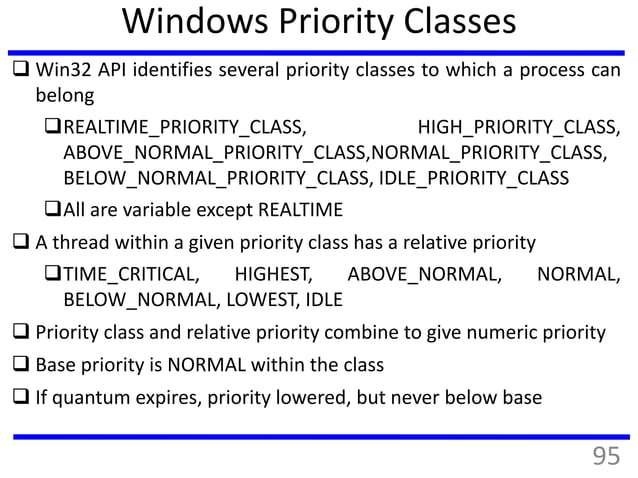 Windows Priority Classes
❑ Win32 API identifies several priority classes to which a process can
belong
❑REALTIME_PRIORITY_CLASS, HIGH_PRIORITY_CLASS,
ABOVE_NORMAL_PRIORITY_CLASS,NORMAL_PRIORITY_CLASS,
BELOW_NORMAL_PRIORITY_CLASS, IDLE_PRIORITY_CLASS
❑All are variable except REALTIME
❑ A thread within a given priority class has a relative priority
❑TIME_CRITICAL, HIGHEST, ABOVE_NORMAL, NORMAL,
BELOW_NORMAL, LOWEST, IDLE
❑ Priority class and relative priority combine to give numeric priority
❑ Base priority is NORMAL within the class
❑ If quantum expires, priority lowered, but never below base
95